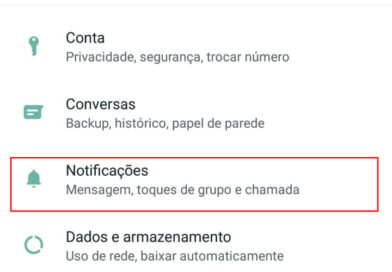 Conta
Privacidade, segurança, trocar número
Conversas
Backup, histórico, papel de parede
Notificações
Mensagem, toques de grupo e chamada
Dados e armazenamento
Uso de rede, baixar automaticamente